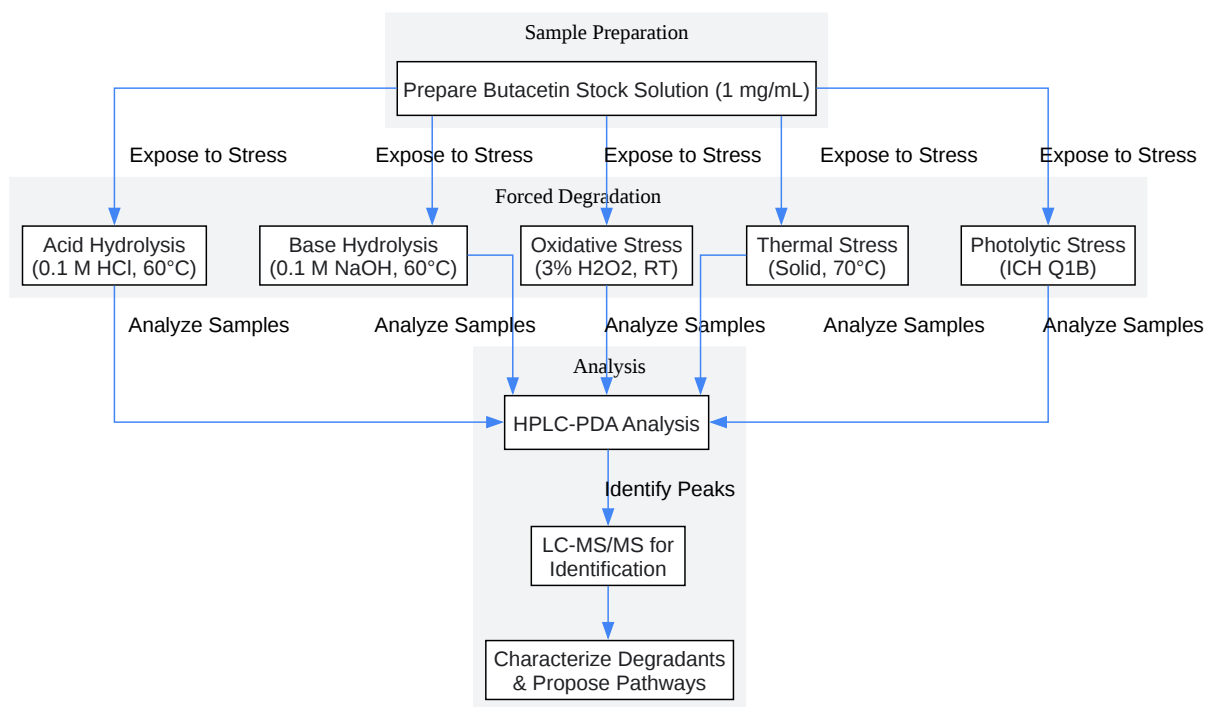 Sample Preparation
Prepare Butacetin Stock Solution (1 mg/mL)
Expose to Stress
Expose to Stress
Expose to Stress
Expose to Stress
Expose to Stress
Forced Degradation
Acid Hydrolysis
(0.1 M HCl, 60°C)
Base Hydrolysis
(0.1 M NaOH, 60°C)
Oxidative Stress
(3% H2O2, RT)
Thermal Stress
(Solid, 70°C)
Photolytic Stress
(ICH Q1B)
Analyze Samples
Analyze Samples
Analyze Samples
Analyze Samples
Analyze Samples
Analysis
HPLC-PDA Analysis
Identify Peaks
LC-MS/MS for
Identification
Characterize Degradants
& Propose Pathways